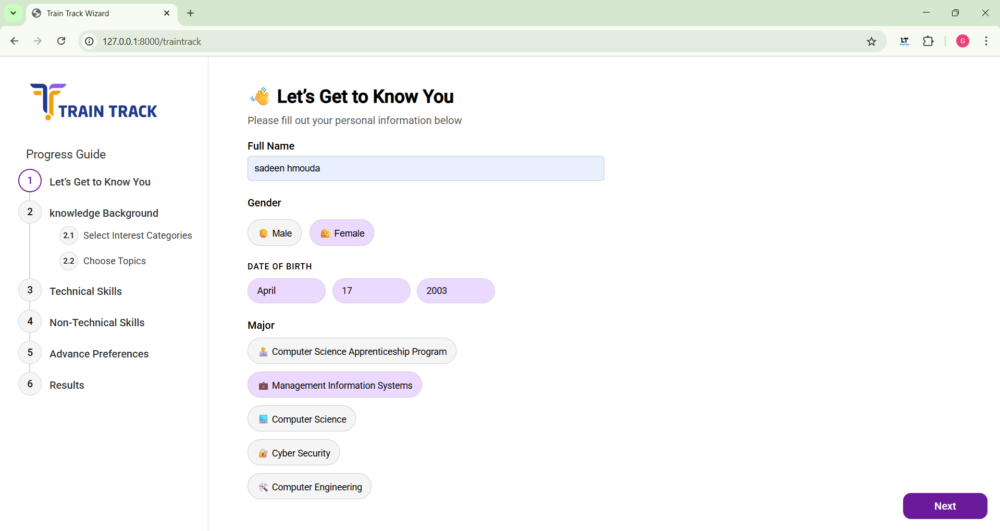 Train Track Wizard
127.0.0.1:8000/traintrack
LT
G
TRAIN TRACK
Progress Guide
1 Let’s Get to Know You
2 knowledge Background
2.1 Select Interest Categories
2.2 Choose Topics
3 Technical Skills
4 Non-Technical Skills
5 Advance Preferences
6 Results
Let’s Get to Know You
Please fill out your personal information below
Full Name
sadeen hmouda
Gender
Male Female
DATE OF BIRTH
April 17 2003
Major
Computer Science Apprenticeship Program
Management Information Systems
Computer Science
Cyber Security
Computer Engineering
Next